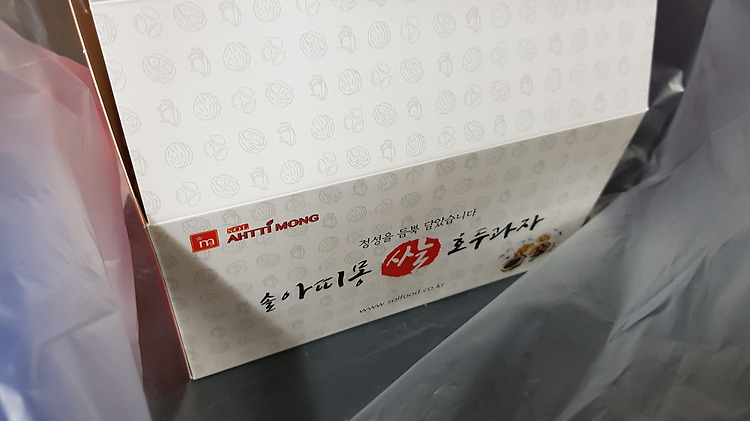 m
SOL
AHTTI MONG
정성을 듬뿍 담았습니다
솔아띠몽 쌀 호두과자
www.solfood.co.kr